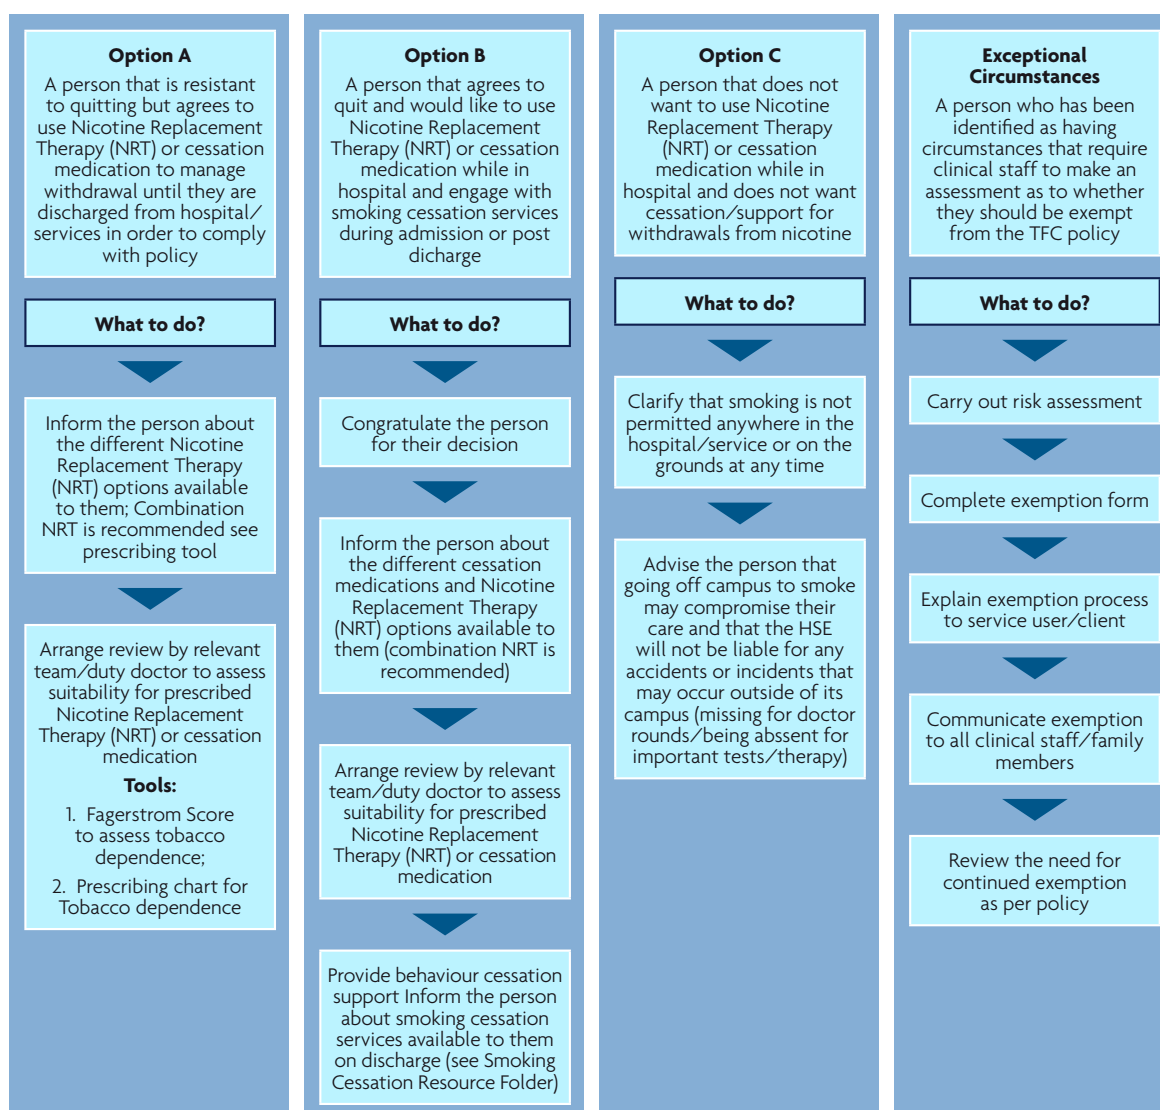 Option A
A person that is resistant
to quitting but agrees to
use Nicotine Replacement
Therapy (NRT) or cessation
medication to manage
withdrawal until they are
discharged from hospital/
services in order to comply
with policy
What to do?
Inform the person about
the different Nicotine
Replacement Therapy
(NRT) options available
to them; Combination
NRT is recommended see
prescribing tool
Arrange review by relevant
team/duty doctor to assess
suitability for prescribed
Nicotine Replacement
Therapy (NRT) or cessation
medication
Tools:
1. Fagerstrom Score
to assess tobacco
dependence;
2. Prescribing chart for
Tobacco dependence
Option B
A person that agrees to
quit and would like to use
Nicotine Replacement
Therapy (NRT) or cessation
medication while in
hospital and engage with
smoking cessation services
during admission or post
dicharge
What to do?
Congratulate the person
for their decision
Inform the person about
the different cessation
medications and Nicotine
Replacement Therapy
(NRT) options available to
them (combination NRT is
recommended)
Arrange review by relevant
team/duty doctor to assess
suitability for prescribed
Nicotine Replacement
Therapy (NRT) or cessation
medication
Provide behaviour cessation
support Inform the person
about smoking cessation
services available to them
on discharge (see Smoking
Cessation Resource Folder)
Option C
A person that does not
want to use Nicotine
Replacement Therapy
(NRT) or cessation
medication while in
hospital and does not want
cessation/support for
withdrawals from nicotine
What to do?
Clarify that smoking is not
permitted anywhere in the
hospital/service or on the
grounds at any time
Advise the person that
going off campus to smoke
may compromise their
care and that the HSE
will not be liable for any
accidents or incidents that
may occur outside of its
campus (missing for doctor
rounds/being abssent for
important tests/therapy)
Exceptional
Circumstances
A person who has been
identified as having
circumstances that require
clinical staff to make an
assessment as to whether
they should be exempt
from the TFC policy
What to do?
Carry out risk assessment
Complete exemption form
Explain exemption process
to service user/client
Communicate exemption
to all clinical staff/family
members
Review the need for
continued exemption
as per policy